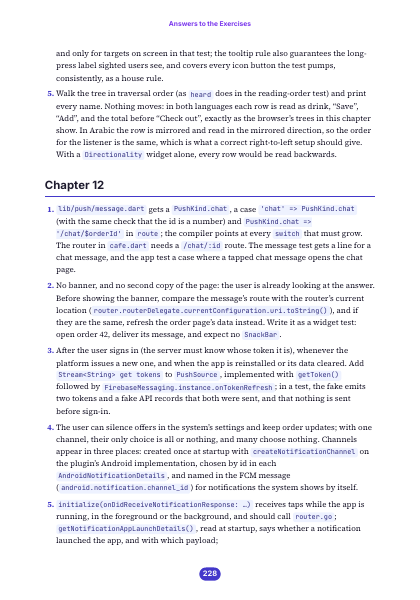 Answers to the Exercises
and only for targets on screen in that test; the tooltip rule also guarantees the long-
press label sighted users see, and covers every icon button the test pumps,
consistently, as a house rule.
5. Walk the tree in traversal order (as heard does in the reading-order test) and print
every name. Nothing moves: in both languages each row is read as drink, “Save”,
“Add”, and the total before “Check out”, exactly as the browser’s trees in this chapter
show. In Arabic the row is mirrored and read in the mirrored direction, so the order
for the listener is the same, which is what a correct right-to-left setup should give.
With a Directionality widget alone, every row would be read backwards.
Chapter 12
1. lib/push/message.dart gets a PushKind.chat, a case 'chat' => PushKind.chat
(with the same check that the id is a number) and PushKind.chat =>
'/chat/$orderId' in route; the compiler points at every switch that must grow.
The router in cafe.dart needs a /chat/:id route. The message test gets a line for a
chat message, and the app test a case where a tapped chat message opens the chat
page.
2. No banner, and no second copy of the page: the user is already looking at the answer.
Before showing the banner, compare the message’s route with the router’s current
location (router.routerDelegate.currentConfiguration.uri.toString()), and if
they are the same, refresh the order page’s data instead. Write it as a widget test:
open order 42, deliver its message, and expect no SnackBar.
3. After the user signs in (the server must know whose token it is), whenever the
platform issues a new one, and when the app is reinstalled or its data cleared. Add
Stream<String> get tokens to PushSource, implemented with getToken()
followed by FirebaseMessaging.instance.onTokenRefresh; in a test, the fake emits
two tokens and a fake API records that both were sent, and that nothing is sent
before sign-in.
4. The user can silence offers in the system’s settings and keep order updates; with one
channel, their only choice is all or nothing, and many choose nothing. Channels
appear in three places: created once at startup with createNotificationChannel on
the plugin’s Android implementation, chosen by id in each
AndroidNotificationDetails, and named in the FCM message
(android.notification.channel_id) for notifications the system shows by itself.
5. initialize(onDidReceiveNotificationResponse: …) receives taps while the app is
running, in the foreground or the background, and should call router.go;
getNotificationAppLaunchDetails(), read at startup, says whether a notification
launched the app, and with which payload;
228